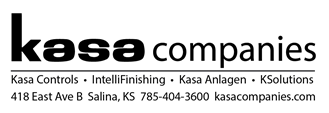 kasa companies
Kasa Controls • IntelliFinishing • Kasa Anlagen • KSolutions
418 East Ave B Salina, KS 785-404-3600 kasacompanies.com